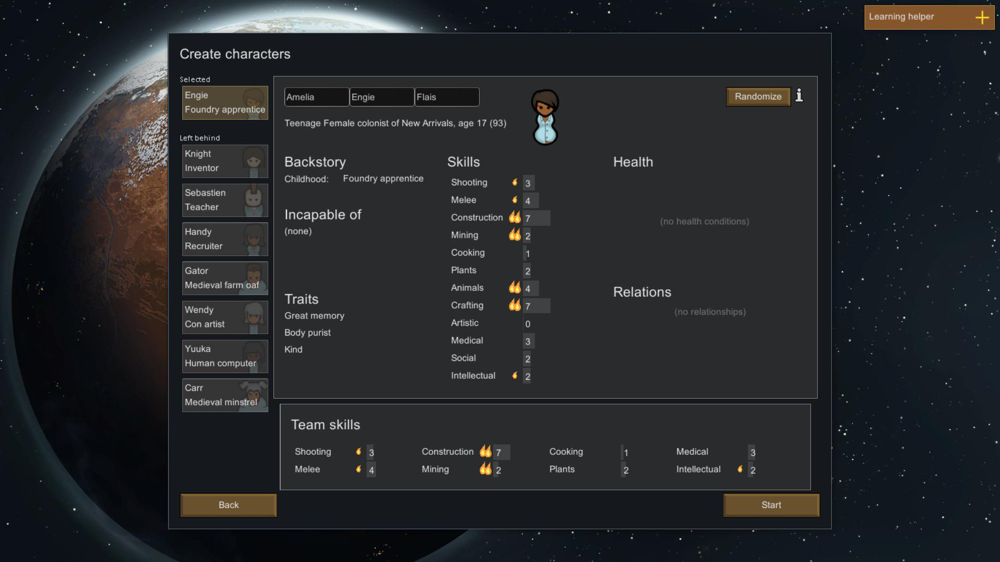 Learning helper
Create characters
Selected
Engie
Foundry apprentice
Left behind
Knight
Inventor
Sebastien
Teacher
Handy
Recruiter
Gator
Medieval farm oaf
Wendy
Con artist
Yuuka
Human computer
Carr
Medieval minstrel
Amelia Engie Flais
Randomize
Teenage Female colonist of New Arrivals, age 17 (93)
Backstory
Childhood: Foundry apprentice
Incapable of
(none)
Traits
Great memory
Body purist
Kind
Skills
Shooting 3
Melee 4
Construction 7
Mining 2
Cooking 1
Plants 2
Animals 4
Crafting 7
Artistic 0
Medical 3
Social 2
Intellectual 2
Health
(no health conditions)
Relations
(no relationships)
Team skills
Shooting 3 Construction 7 Cooking 1 Medical 3
Melee 4 Mining 2 Plants 2 Intellectual 2
Back
Start